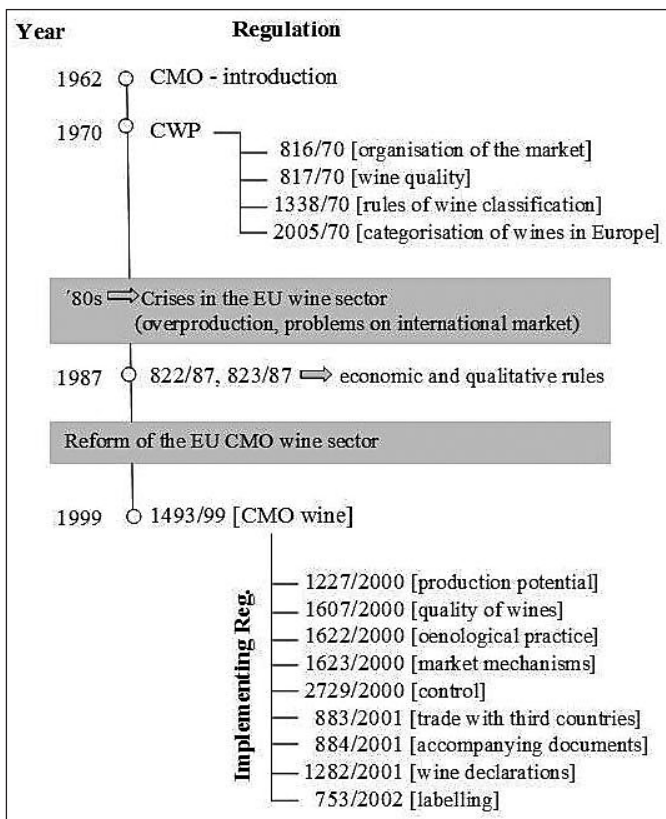 Year Regulation
1962 CMO - introduction
1970 CWP
816/70 [organisation of the market]
817/70 [wine quality]
1338/70 [rules of wine classification]
2005/70 [categorisation of wines in Europe]
´80s ⇒ Crises in the EU wine sector
(overproduction, problems on international market)
1987 822/87, 823/87 ⇒ economic and qualitative rules
Reform of the EU CMO wine sector
1999 1493/99 [CMO wine]
Implementing Reg.
1227/2000 [production potential]
1607/2000 [quality of wines]
1622/2000 [oenological practice]
1623/2000 [market mechanisms]
2729/2000 [control]
883/2001 [trade with third countries]
884/2001 [accompanying documents]
1282/2001 [wine declarations]
753/2002 [labelling]